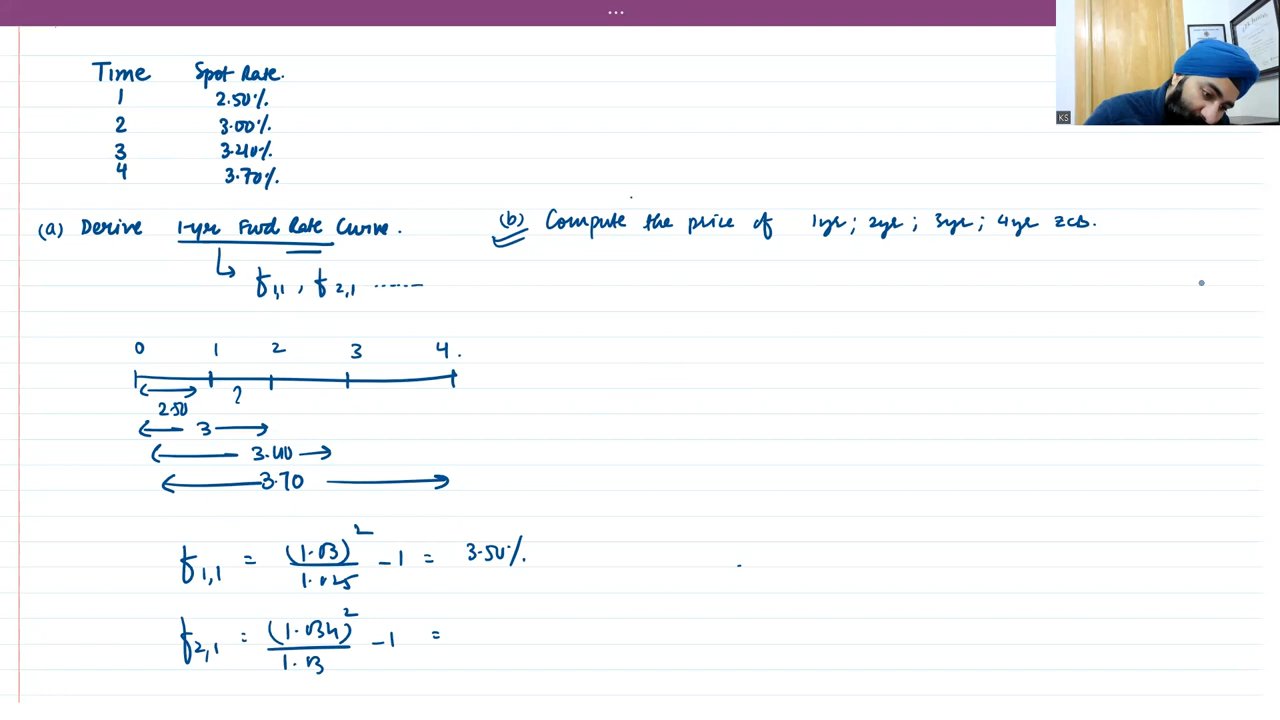 ...
Time Spot Rate.
1 2.50%.
2 3.00%.
3 3.40%.
4 3.70%.
(a) Derive 1-year Fwd Rate Curve.
f1,1 , f2,1 ......
(b) Compute the price of 1yr; 2yr; 3yr; 4yr ZCB.
0 1 2 3 4.
2.50 ?
3
3.40
3.70
f1,1 = (1.03)^2 / 1.025 - 1 = 3.50%.
f2,1 = (1.034)^2 / 1.03 - 1 =
KS